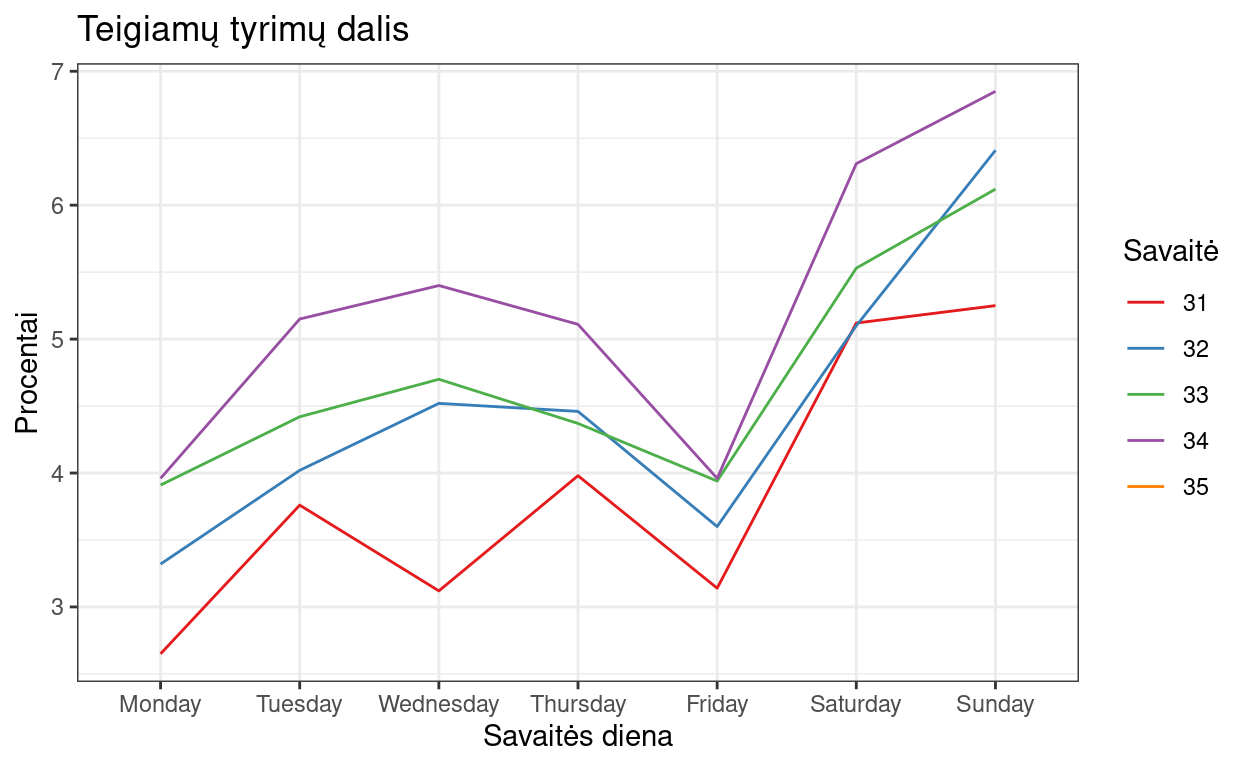 Teigiamų tyrimų dalis
Procentai
7
6
5
4
3
Monday Tuesday Wednesday Thursday Friday Saturday Sunday
Savaitės diena
Savaitė
31
32
33
34
35